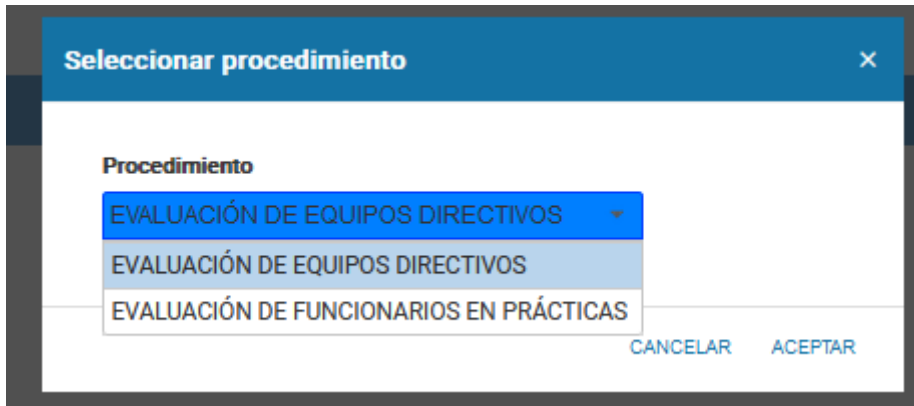 Seleccionar procedimiento ×
Procedimiento
EVALUACIÓN DE EQUIPOS DIRECTIVOS
EVALUACIÓN DE EQUIPOS DIRECTIVOS
EVALUACIÓN DE FUNCIONARIOS EN PRÁCTICAS
CANCELAR ACEPTAR